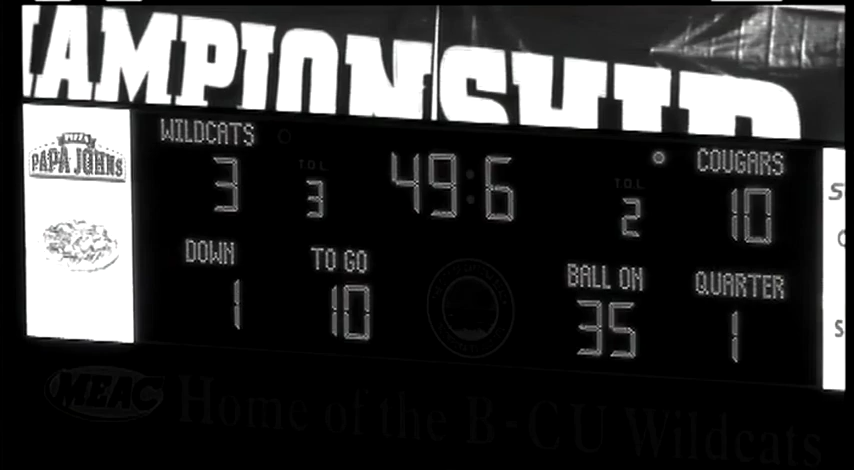 AMPIONSHIP
WILDCATS
T.O.L
COUGARS
3
3
49:6
T.O.L
2
10
DOWN
TO GO
BALL ON
QUARTER
1
10
35
1
PIZZA
PAPA JOHNS
MEAC
Home of the B-CU Wildcats